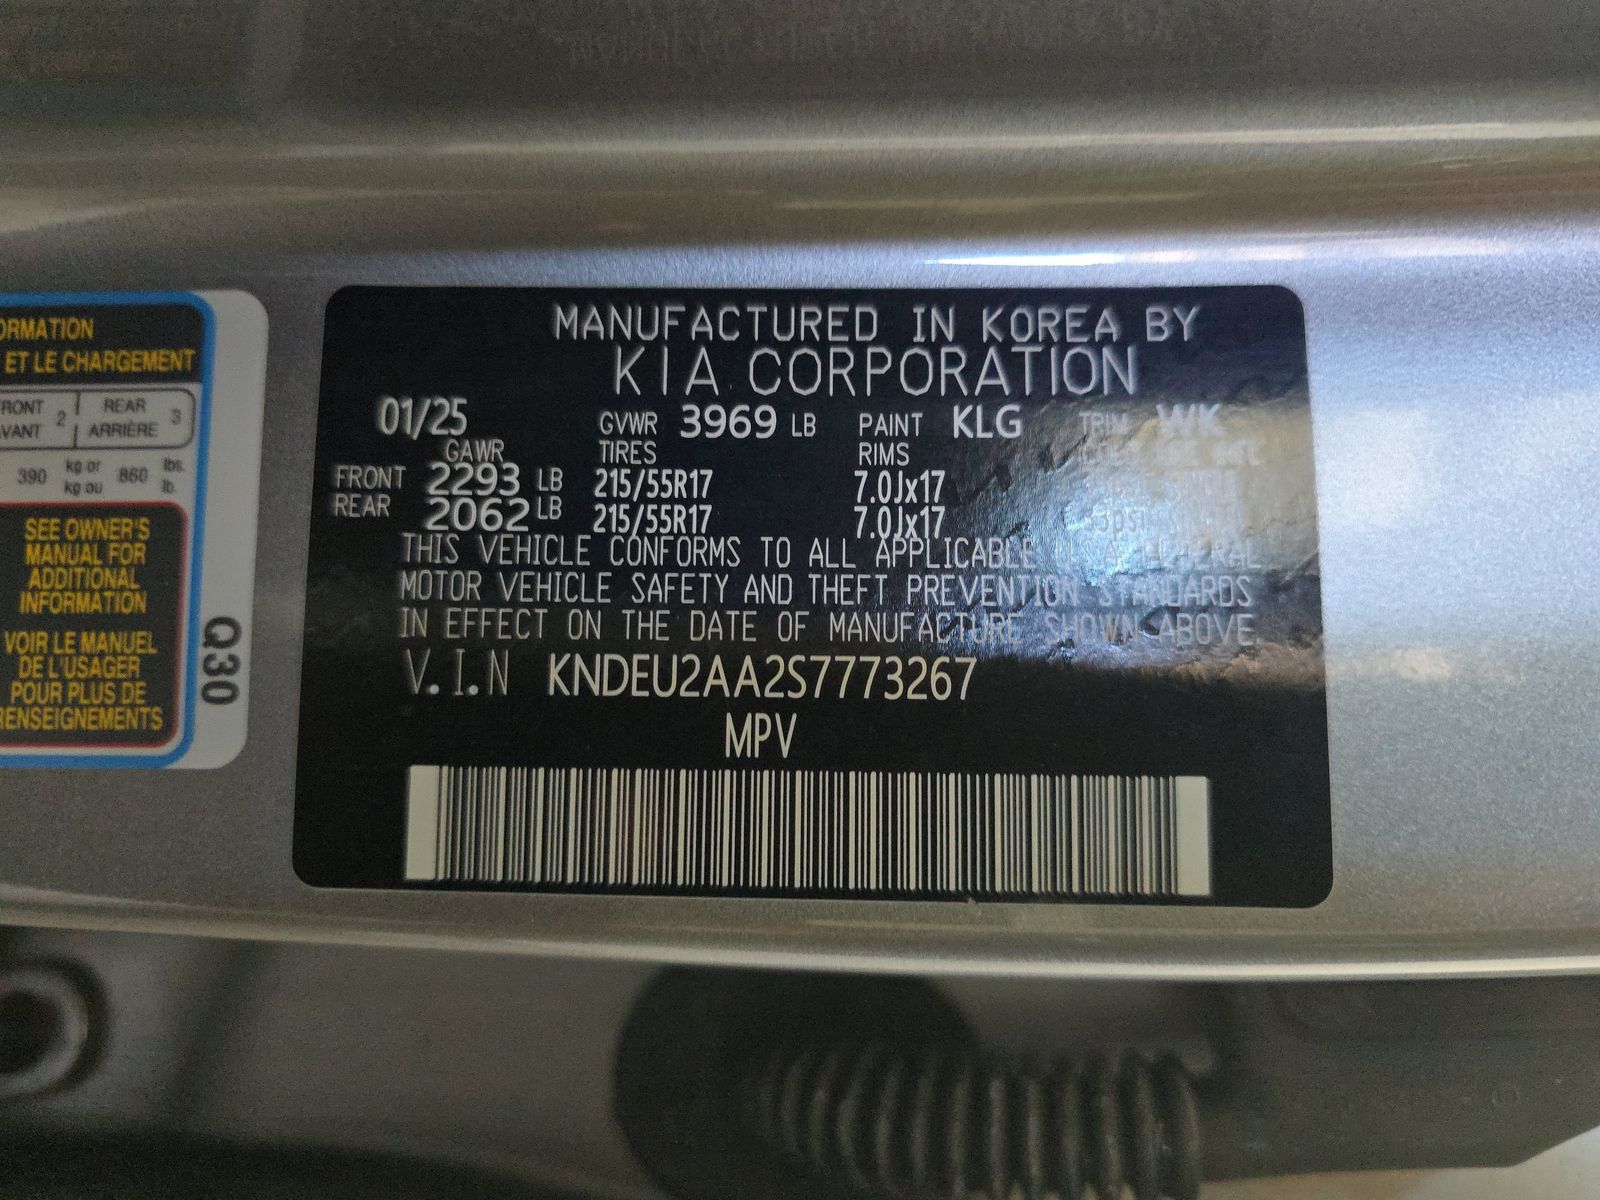 ORMATION
ET LE CHARGEMENT
RONT 2 REAR 3
VANT ARRIÈRE
390 kg or 860 lbs.
kg ou lb.
SEE OWNER'S
MANUAL FOR
ADDITIONAL
INFORMATION
VOIR LE MANUEL
DE L'USAGER
POUR PLUS DE
RENSEIGNEMENTS
Q30
MANUFACTURED IN KOREA BY
KIA CORPORATION
01/25 GVWR 3969 LB PAINT KLG TRIM WK
GAWR TIRES RIMS
FRONT 2293 LB 215/55R17 7.0Jx17
REAR 2062 LB 215/55R17 7.0Jx17
THIS VEHICLE CONFORMS TO ALL APPLICABLE U.S.A FEDERAL
MOTOR VEHICLE SAFETY AND THEFT PREVENTION STANDARDS
IN EFFECT ON THE DATE OF MANUFACTURE SHOWN ABOVE.
V.I.N KNDEU2AA2S7773267
MPV